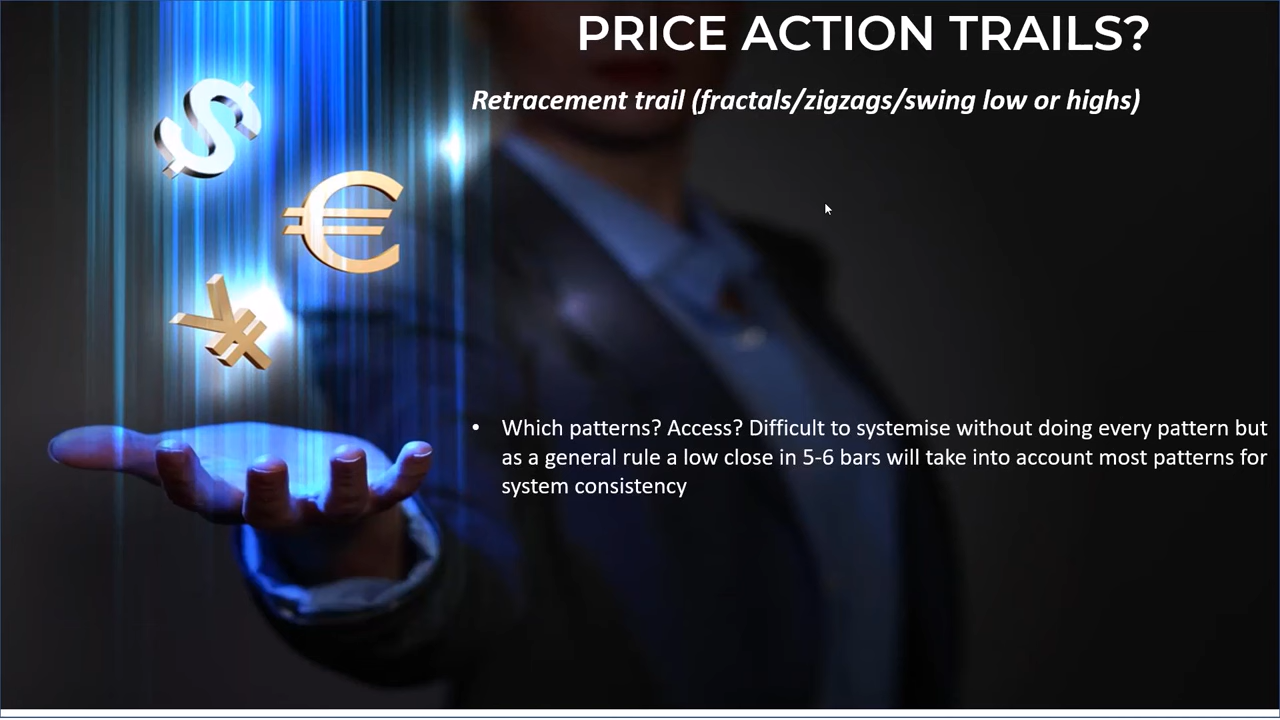 PRICE ACTION TRAILS?
Retracement trail (fractals/zigzags/swing low or highs)
• Which patterns? Access? Difficult to systemise without doing every pattern but
as a general rule a low close in 5-6 bars will take into account most patterns for
system consistency